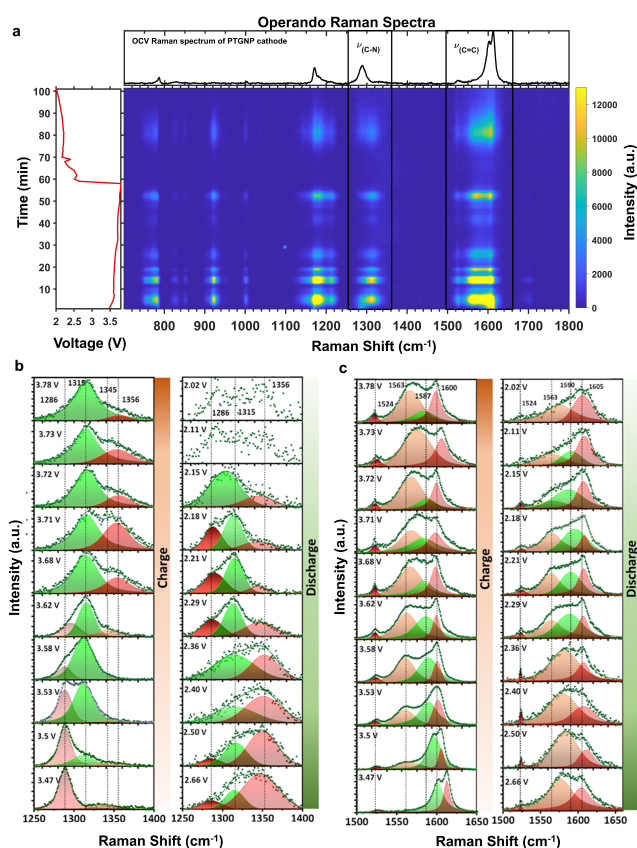 Operando Raman Spectra
a
OCV Raman spectrum of PTGNP cathode
ν(C-N)
ν(C=C)
100
90
80
70
60
50
40
30
20
10
Time (min)
2
2.6
3.2
3.8
Voltage (V)
800
900
1000
1100
1200
1300
1400
1500
1600
1700
1800
Raman Shift (cm-1)
12000
10000
8000
6000
4000
2000
0
Intensity (a.u.)
b
3.78 V
1286
1315
1345
1356
3.73 V
3.72 V
3.71 V
3.68 V
3.62 V
3.58 V
3.53 V
3.5 V
3.47 V
1250
1300
1350
1400
Charge
2.02 V
1286
1315
1356
2.11 V
2.15 V
2.18 V
2.21 V
2.29 V
2.36 V
2.40 V
2.50 V
2.66 V
1250
1300
1350
1400
Discharge
Intensity (a.u.)
Raman Shift (cm-1)
c
3.78 V
1524
1563
1587
1600
3.73 V
3.72 V
3.71 V
3.68 V
3.62 V
3.58 V
3.53 V
3.5 V
3.47 V
1500
1550
1600
1650
Charge
2.02 V
1524
1563
1590
1605
2.11 V
2.15 V
2.18 V
2.21 V
2.29 V
2.36 V
2.40 V
2.50 V
2.66 V
1500
1550
1600
1650
Discharge
Intensity (a.u.)
Raman Shift (cm-1)